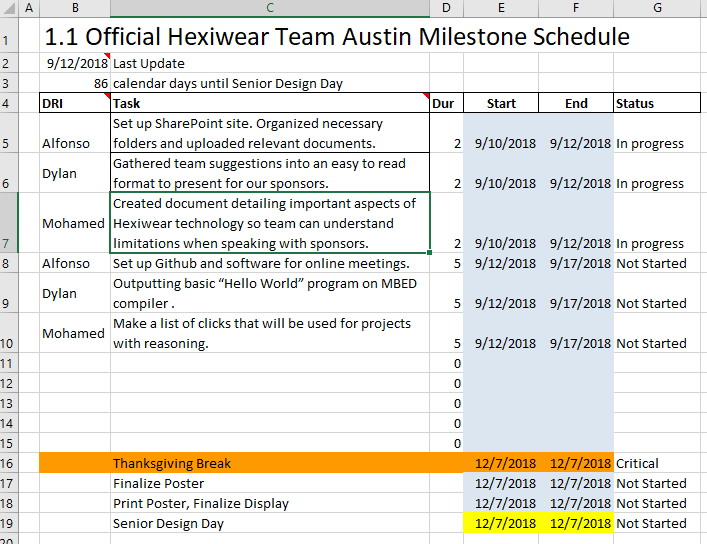 A B C D E F G
1 1.1 Official Hexiwear Team Austin Milestone Schedule
2 9/12/2018 Last Update
3 86 calendar days until Senior Design Day
4 DRI Task Dur Start End Status
Set up SharePoint site. Organized necessary
5 Alfonso folders and uploaded relevant documents. 2 9/10/2018 9/12/2018 In progress
Gathered team suggestions into an easy to read
6 Dylan format to present for our sponsors. 2 9/10/2018 9/12/2018 In progress
Created document detailing important aspects of
Mohamed Hexiwear technology so team can understand
7 limitations when speaking with sponsors. 2 9/10/2018 9/12/2018 In progress
8 Alfonso Set up Github and software for online meetings. 5 9/12/2018 9/17/2018 Not Started
Dylan Outputting basic “Hello World” program on MBED
9 compiler . 5 9/12/2018 9/17/2018 Not Started
Mohamed Make a list of clicks that will be used for projects
10 with reasoning. 5 9/12/2018 9/17/2018 Not Started
11 0
12 0
13 0
14 0
15 0
16 Thanksgiving Break 12/7/2018 12/7/2018 Critical
17 Finalize Poster 12/7/2018 12/7/2018 Not Started
18 Print Poster, Finalize Display 12/7/2018 12/7/2018 Not Started
19 Senior Design Day 12/7/2018 12/7/2018 Not Started
20